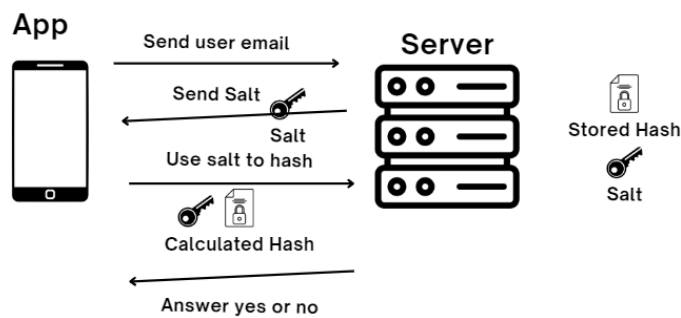 App
Send user email
Server
Send Salt
Salt
Stored Hash
Use salt to hash
Salt
Calculated Hash
Answer yes or no